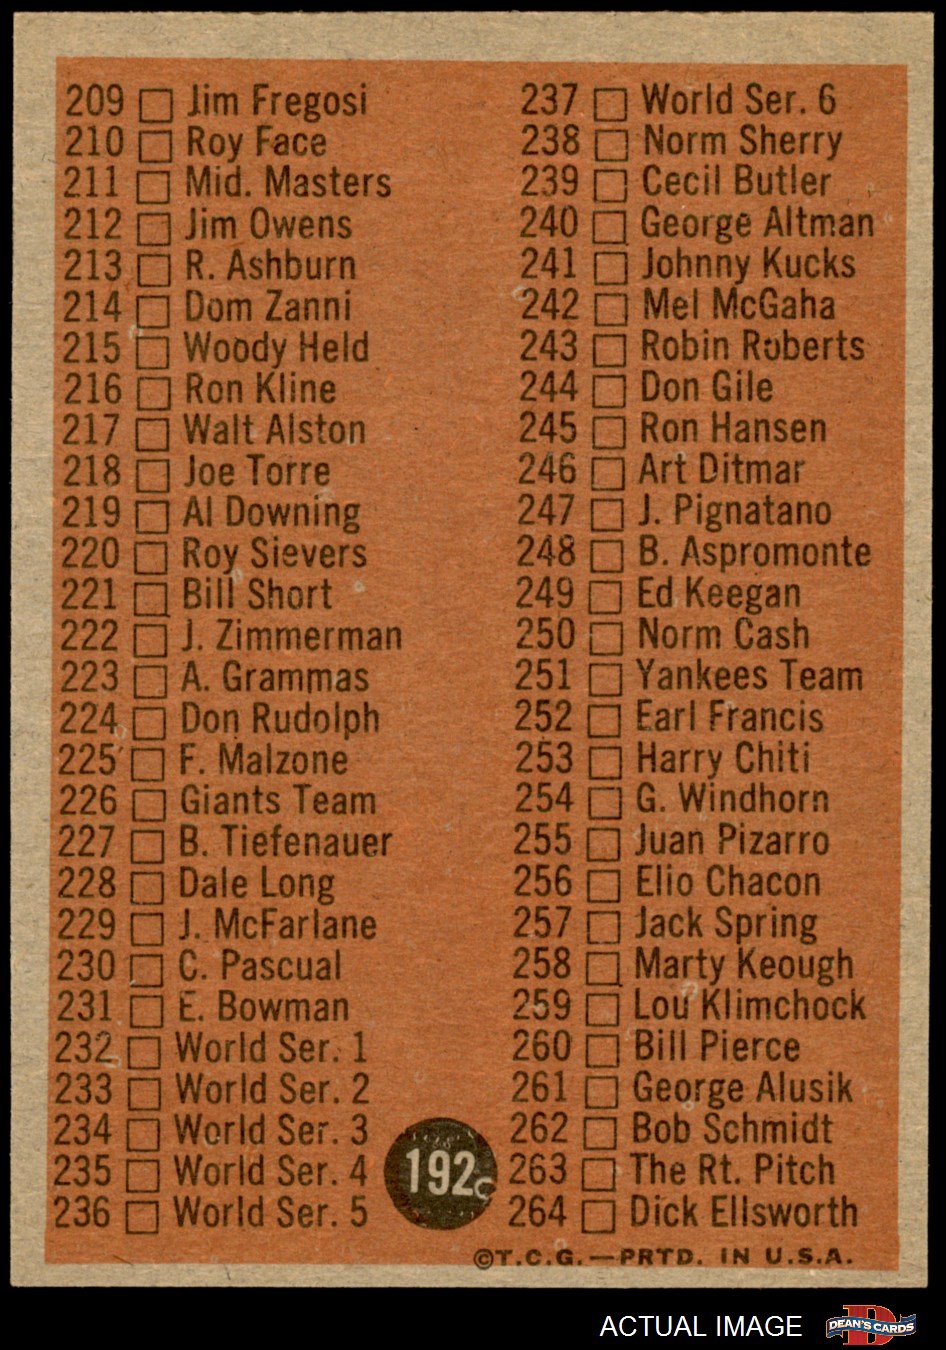 209 Jim Fregosi
210 Roy Face
211 Mid. Masters
212 Jim Owens
213 R. Ashburn
214 Dom Zanni
215 Woody Held
216 Ron Kline
217 Walt Alston
218 Joe Torre
219 Al Downing
220 Roy Sievers
221 Bill Short
222 J. Zimmerman
223 A. Grammas
224 Don Rudolph
225 F. Malzone
226 Giants Team
227 B. Tiefenauer
228 Dale Long
229 J. McFarlane
230 C. Pascual
231 E. Bowman
232 World Ser. 1
233 World Ser. 2
234 World Ser. 3
235 World Ser. 4
236 World Ser. 5
192c
237 World Ser. 6
238 Norm Sherry
239 Cecil Butler
240 George Altman
241 Johnny Kucks
242 Mel McGaha
243 Robin Roberts
244 Don Gile
245 Ron Hansen
246 Art Ditmar
247 J. Pignatano
248 B. Aspromonte
249 Ed Keegan
250 Norm Cash
251 Yankees Team
252 Earl Francis
253 Harry Chiti
254 G. Windhorn
255 Juan Pizarro
256 Elio Chacon
257 Jack Spring
258 Marty Keough
259 Lou Klimchock
260 Bill Pierce
261 George Alusik
262 Bob Schmidt
263 The Rt. Pitch
264 Dick Ellsworth
©T.C.G.—PRTD. IN U.S.A.
ACTUAL IMAGE
DEAN'S CARDS